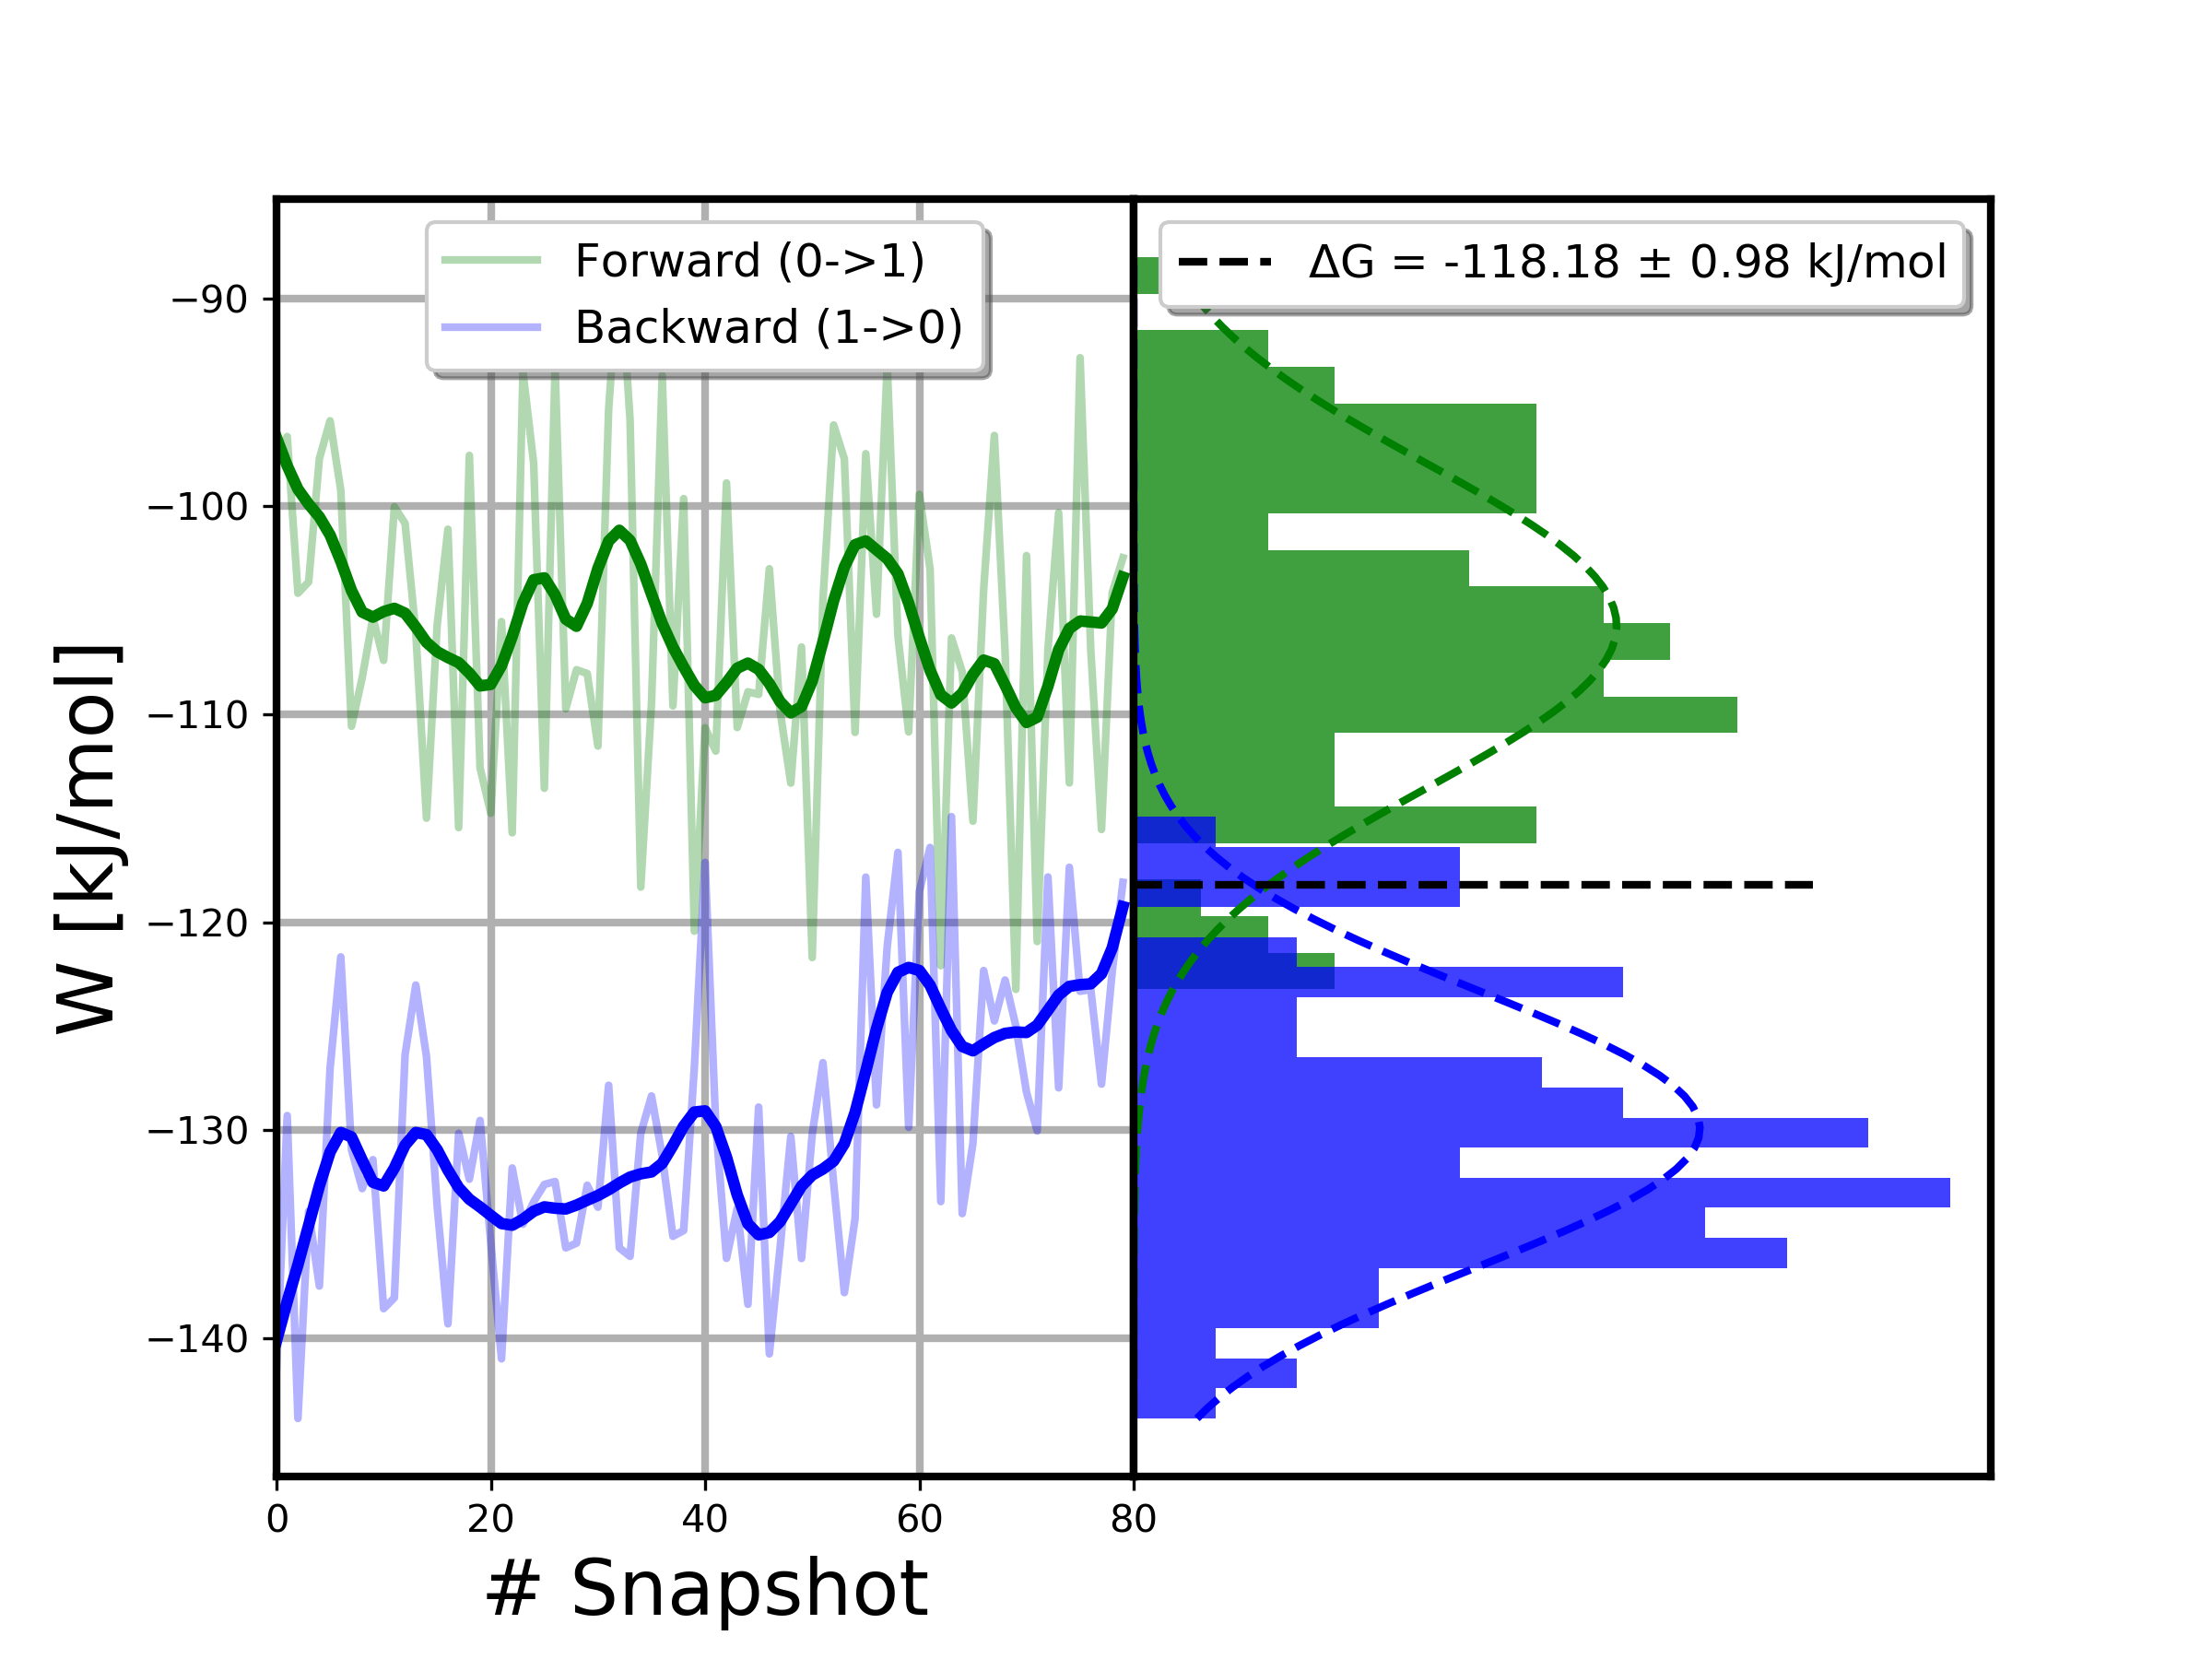 Forward (0->1)
Backward (1->0)
ΔG = -118.18 ± 0.98 kJ/mol
W [kJ/mol]
−90
−100
−110
−120
−130
−140
0 20 40 60 80
# Snapshot